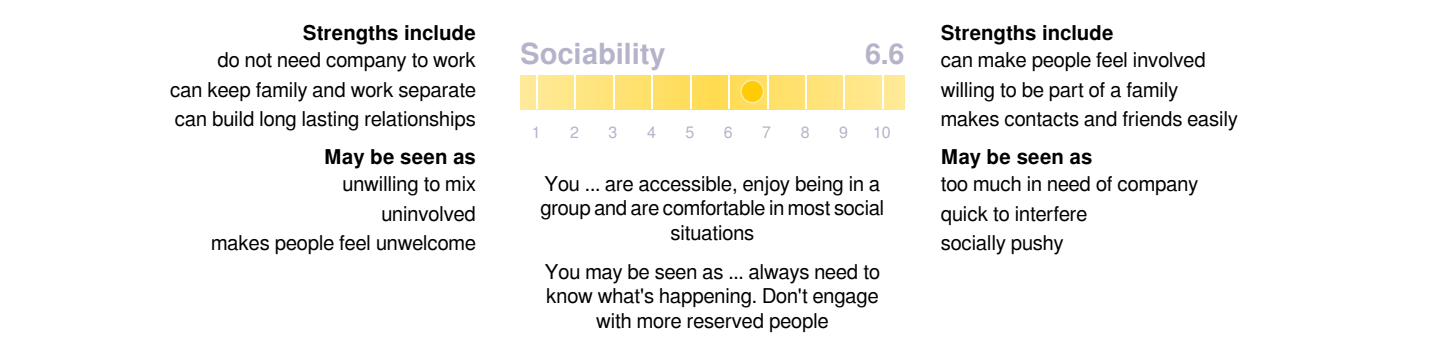 Strengths include
do not need company to work
can keep family and work separate
can build long lasting relationships
May be seen as
unwilling to mix
uninvolved
makes people feel unwelcome
Sociability 6.6
1 2 3 4 5 6 7 8 9 10
You ... are accessible, enjoy being in a
group and are comfortable in most social
situations
You may be seen as ... always need to
know what's happening. Don't engage
with more reserved people
Strengths include
can make people feel involved
willing to be part of a family
makes contacts and friends easily
May be seen as
too much in need of company
quick to interfere
socially pushy